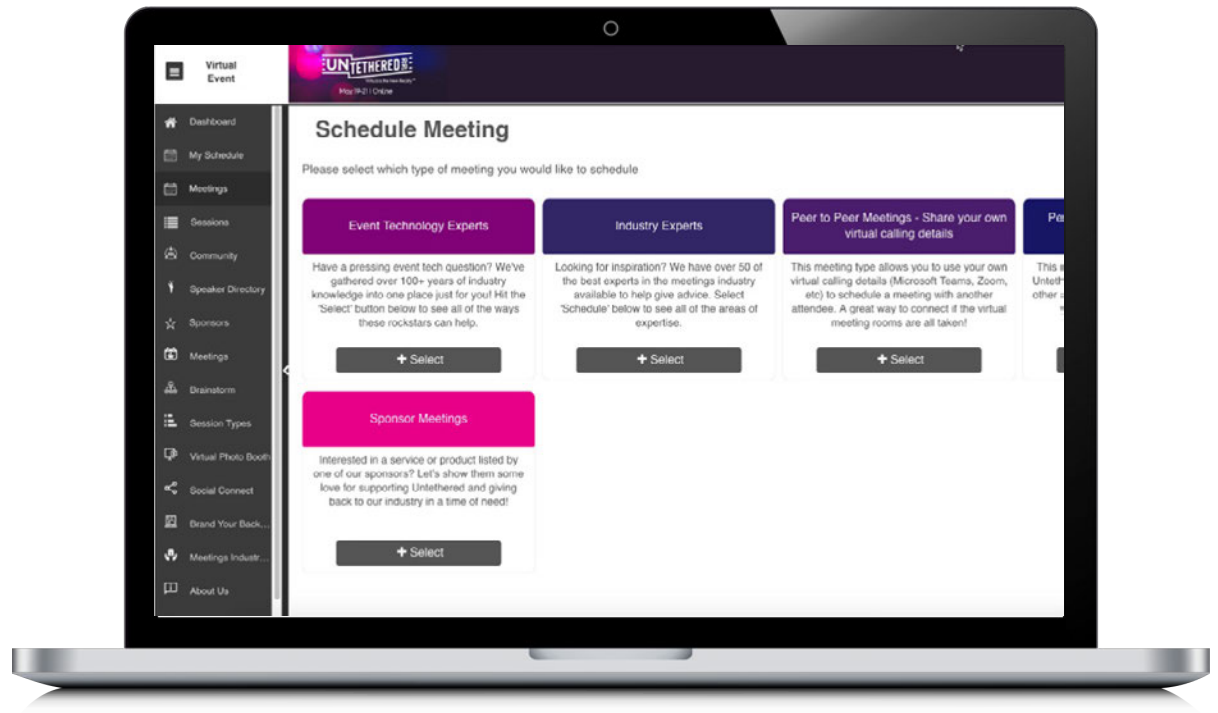 Virtual
Event
UNTETHERED
May 19-21 | Online
Dashboard
My Schedule
Meetings
Sessions
Community
Speaker Directory
Sponsors
Meetings
Brainstorm
Session Types
Virtual Photo Booth
Social Connect
Brand Your Back...
Meetings Industr...
About Us
Schedule Meeting
Please select which type of meeting you would like to schedule
Event Technology Experts
Have a pressing event tech question? We've
gathered over 100+ years of industry
knowledge into one place just for you! Hit the
'Select' button below to see all of the ways
these rockstars can help.
+ Select
Industry Experts
Looking for inspiration? We have over 50 of
the best experts in the meetings industry
available to help give advice. Select
'Schedule' below to see all of the areas of
expertise.
+ Select
Peer to Peer Meetings - Share your own
virtual calling details
This meeting type allows you to use your own
virtual calling details (Microsoft Teams, Zoom,
etc) to schedule a meeting with another
attendee. A great way to connect if the virtual
meeting rooms are all taken!
+ Select
This
other
Sponsor Meetings
Interested in a service or product listed by
one of our sponsors? Let's show them some
love for supporting Untethered and giving
back to our industry in a time of need!
+ Select